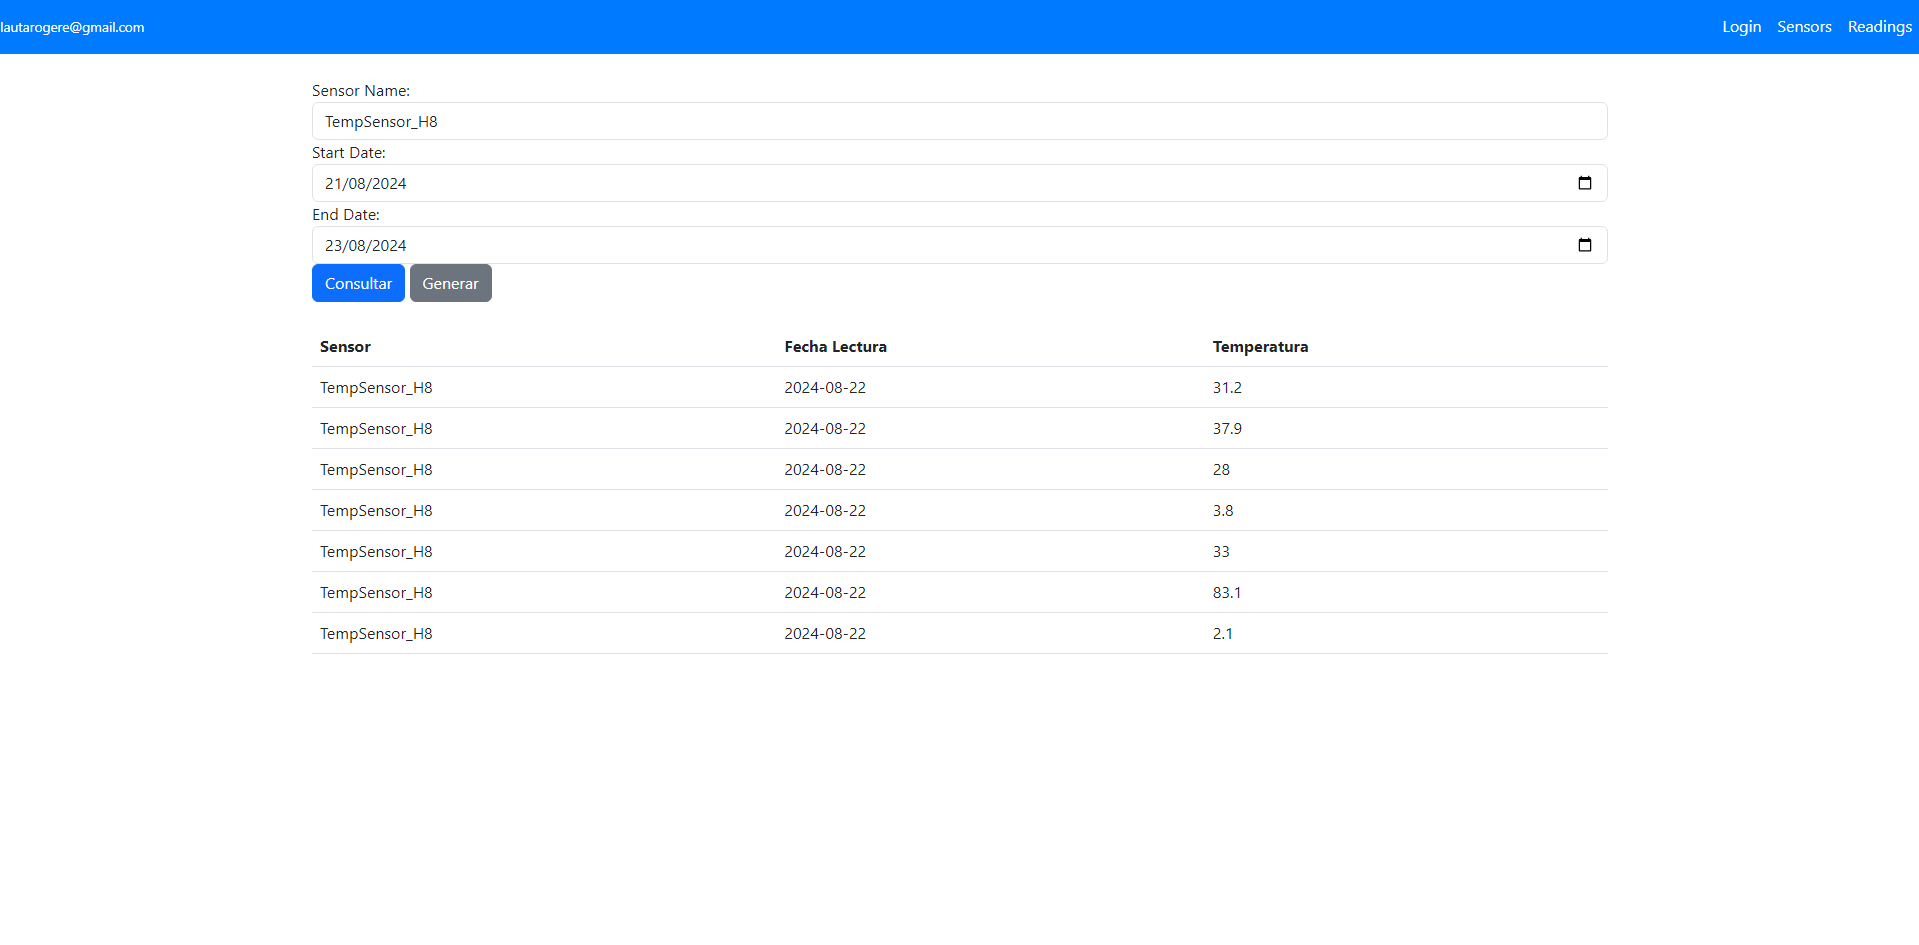 lautarogere@gmail.com Login Sensors Readings
Sensor Name:
TempSensor_H8
Start Date:
21/08/2024
End Date:
23/08/2024
Consultar Generar
Sensor Fecha Lectura Temperatura
TempSensor_H8 2024-08-22 31.2
TempSensor_H8 2024-08-22 37.9
TempSensor_H8 2024-08-22 28
TempSensor_H8 2024-08-22 3.8
TempSensor_H8 2024-08-22 33
TempSensor_H8 2024-08-22 83.1
TempSensor_H8 2024-08-22 2.1